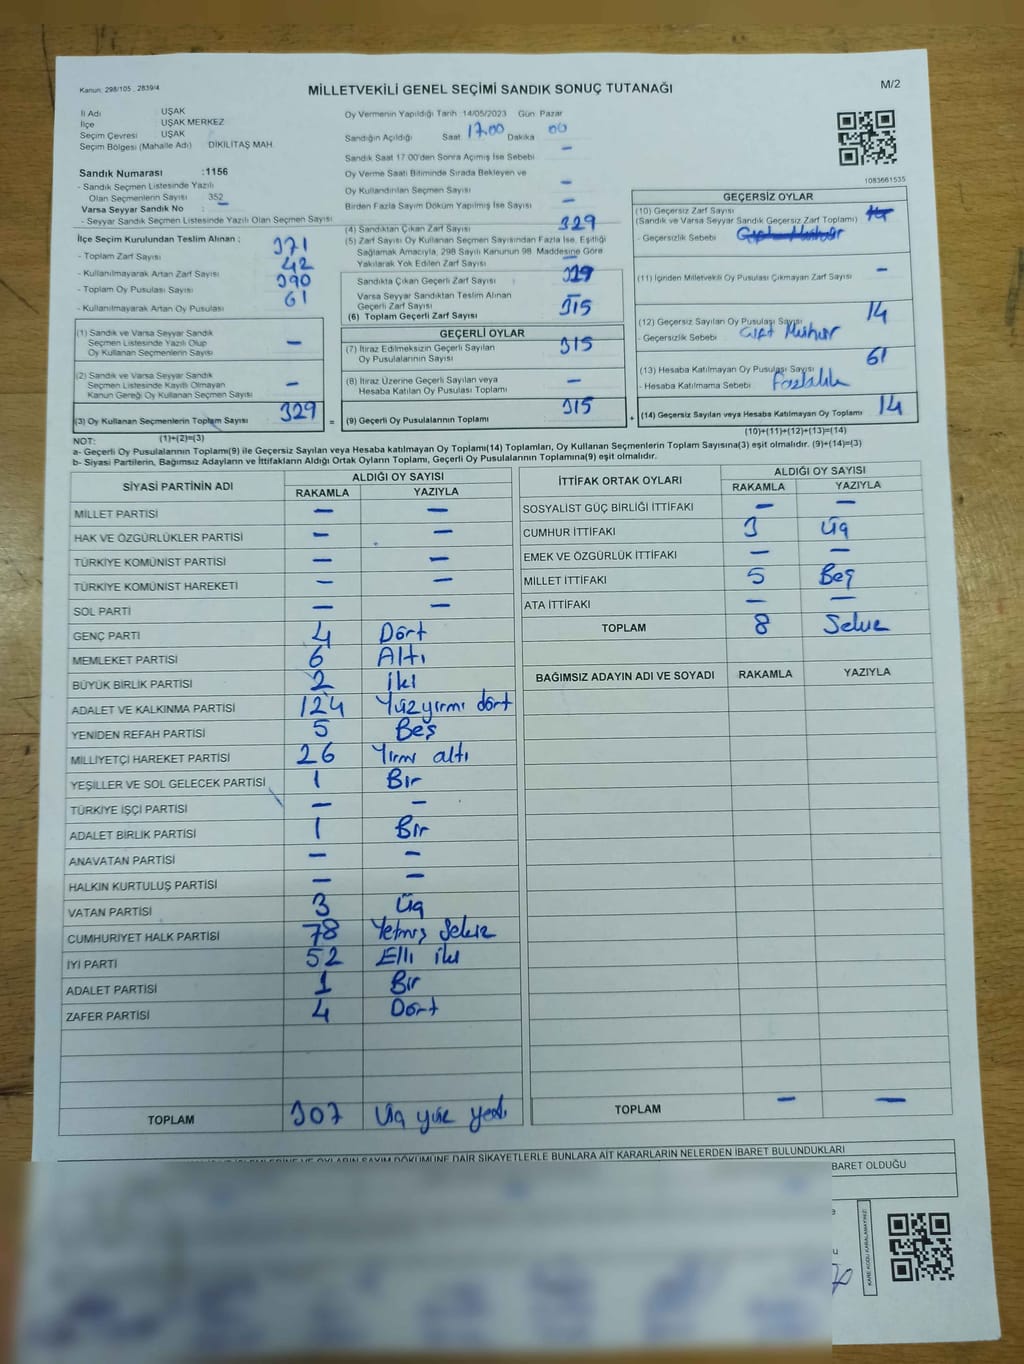 Kanun: 298/105 , 2839/4
MİLLETVEKİLİ GENEL SEÇİMİ SANDIK SONUÇ TUTANAĞI
M/2
İl Adı : UŞAK
İlçe : UŞAK MERKEZ
Seçim Çevresi : UŞAK
Seçim Bölgesi (Mahalle Adı) DİKİLİTAŞ MAH.
Sandık Numarası :1156
- Sandık Seçmen Listesinde Yazılı
Olan Seçmenlerin Sayısı : 352
Varsa Seyyar Sandık No : –
- Seyyar Sandık Seçmen Listesinde Yazılı Olan Seçmen Sayısı
Oy Vermenin Yapıldığı Tarih :14/05/2023 Gün: Pazar
Sandığın Açıldığı Saat 17.00 Dakika 00
Sandık Saat 17.00'den Sonra Açılmış İse Sebebi –
Oy Verme Saati Bitiminde Sırada Bekleyen ve
Oy Kullandırılan Seçmen Sayısı –
Birden Fazla Sayım Döküm Yapılmış İse Sayısı –
1083661535
İlçe Seçim Kurulundan Teslim Alınan ;
- Toplam Zarf Sayısı 371
- Kullanılmayarak Artan Zarf Sayısı 42
- Toplam Oy Pusulası Sayısı 390
- Kullanılmayarak Artan Oy Pusulası 61
(1) Sandık ve Varsa Seyyar Sandık
Seçmen Listesinde Yazılı Olup
Oy Kullanan Seçmenlerin Sayısı –
(2) Sandık ve Varsa Seyyar Sandık
Seçmen Listesinde Kayıtlı Olmayan
Kanun Gereği Oy Kullanan Seçmen Sayısı –
(3) Oy Kullanan Seçmenlerin Toplam Sayısı 329
(1)+(2)=(3)
(4) Sandıktan Çıkan Zarf Sayısı 329
(5) Zarf Sayısı Oy Kullanan Seçmen Sayısından Fazla İse, Eşitliği
Sağlamak Amacıyla, 298 Sayılı Kanunun 98. Maddesine Göre
Yakılarak Yok Edilen Zarf Sayısı –
Sandıkta Çıkan Geçerli Zarf Sayısı 329
Varsa Seyyar Sandıktan Teslim Alınan
Geçerli Zarf Sayısı –
(6) Toplam Geçerli Zarf Sayısı 315
GEÇERLİ OYLAR
(7) İtiraz Edilmeksizin Geçerli Sayılan
Oy Pusulalarının Sayısı 315
(8) İtiraz Üzerine Geçerli Sayılan veya
Hesaba Katılan Oy Pusulası Toplamı –
= (9) Geçerli Oy Pusulalarının Toplamı 315
GEÇERSİZ OYLAR
(10) Geçersiz Zarf Sayısı
(Sandık ve Varsa Seyyar Sandık Geçersiz Zarf Toplamı)
- Geçersizlik Sebebi
(11) İçinden Milletvekili Oy Pusulası Çıkmayan Zarf Sayısı –
(12) Geçersiz Sayılan Oy Pusulası Sayısı 14
- Geçersizlik Sebebi Çift Mühür
(13) Hesaba Katılmayan Oy Pusulası Sayısı 61
- Hesaba Katılmama Sebebi Fazlalık
+ (14) Geçersiz Sayılan veya Hesaba Katılmayan Oy Toplamı 14
(10)+(11)+(12)+(13)=(14)
NOT:
a- Geçerli Oy Pusulalarının Toplamı(9) ile Geçersiz Sayılan veya Hesaba katılmayan Oy Toplamı(14) Toplamları, Oy Kullanan Seçmenlerin Toplam Sayısına(3) eşit olmalıdır. (9)+(14)=(3)
b- Siyasi Partilerin, Bağımsız Adayların ve İttifakların Aldığı Ortak Oyların Toplamı, Geçerli Oy Pusulalarının Toplamına(9) eşit olmalıdır.
SİYASİ PARTİNİN ADI ALDIĞI OY SAYISI
RAKAMLA YAZIYLA
MİLLET PARTİSİ – –
HAK VE ÖZGÜRLÜKLER PARTİSİ – –
TÜRKİYE KOMÜNİST PARTİSİ – –
TÜRKİYE KOMÜNİST HAREKETİ – –
SOL PARTİ – –
GENÇ PARTİ 4 Dört
MEMLEKET PARTİSİ 6 Altı
BÜYÜK BİRLİK PARTİSİ 2 iki
ADALET VE KALKINMA PARTİSİ 124 Yüzyirmi dört
YENİDEN REFAH PARTİSİ 5 Beş
MİLLİYETÇİ HAREKET PARTİSİ 26 Yirmi altı
YEŞİLLER VE SOL GELECEK PARTİSİ 1 Bir
TÜRKİYE İŞÇİ PARTİSİ – –
ADALET BİRLİK PARTİSİ 1 Bir
ANAVATAN PARTİSİ – –
HALKIN KURTULUŞ PARTİSİ – –
VATAN PARTİSİ 3 Üç
CUMHURİYET HALK PARTİSİ 78 Yetmiş Sekiz
İYİ PARTİ 52 Elli iki
ADALET PARTİSİ 1 Bir
ZAFER PARTİSİ 4 Dört
TOPLAM 307 Üç yüz yedi
İTTİFAK ORTAK OYLARI ALDIĞI OY SAYISI
RAKAMLA YAZIYLA
SOSYALİST GÜÇ BİRLİĞİ İTTİFAKI – –
CUMHUR İTTİFAKI 3 Üç
EMEK VE ÖZGÜRLÜK İTTİFAKI – –
MİLLET İTTİFAKI 5 Beş
ATA İTTİFAKI – –
TOPLAM 8 Sekiz
BAĞIMSIZ ADAYIN ADI VE SOYADI RAKAMLA YAZIYLA
TOPLAM – –
OYLARIN SAYIM DÖKÜMÜNE DAİR ŞİKAYETLERLE BUNLARA AİT KARARLARIN NELERDEN İBARET BULUNDUKLARI
İBARET OLDUĞU
KARE KODU KARALAMAYINIZ!